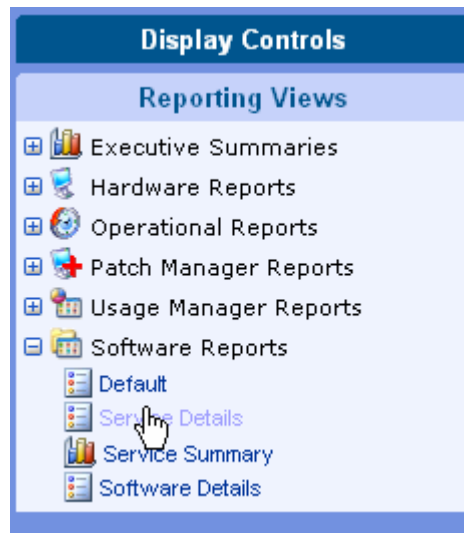 Display Controls
Reporting Views
Executive Summaries
Hardware Reports
Operational Reports
Patch Manager Reports
Usage Manager Reports
Software Reports
Default
Service Details
Service Summary
Software Details